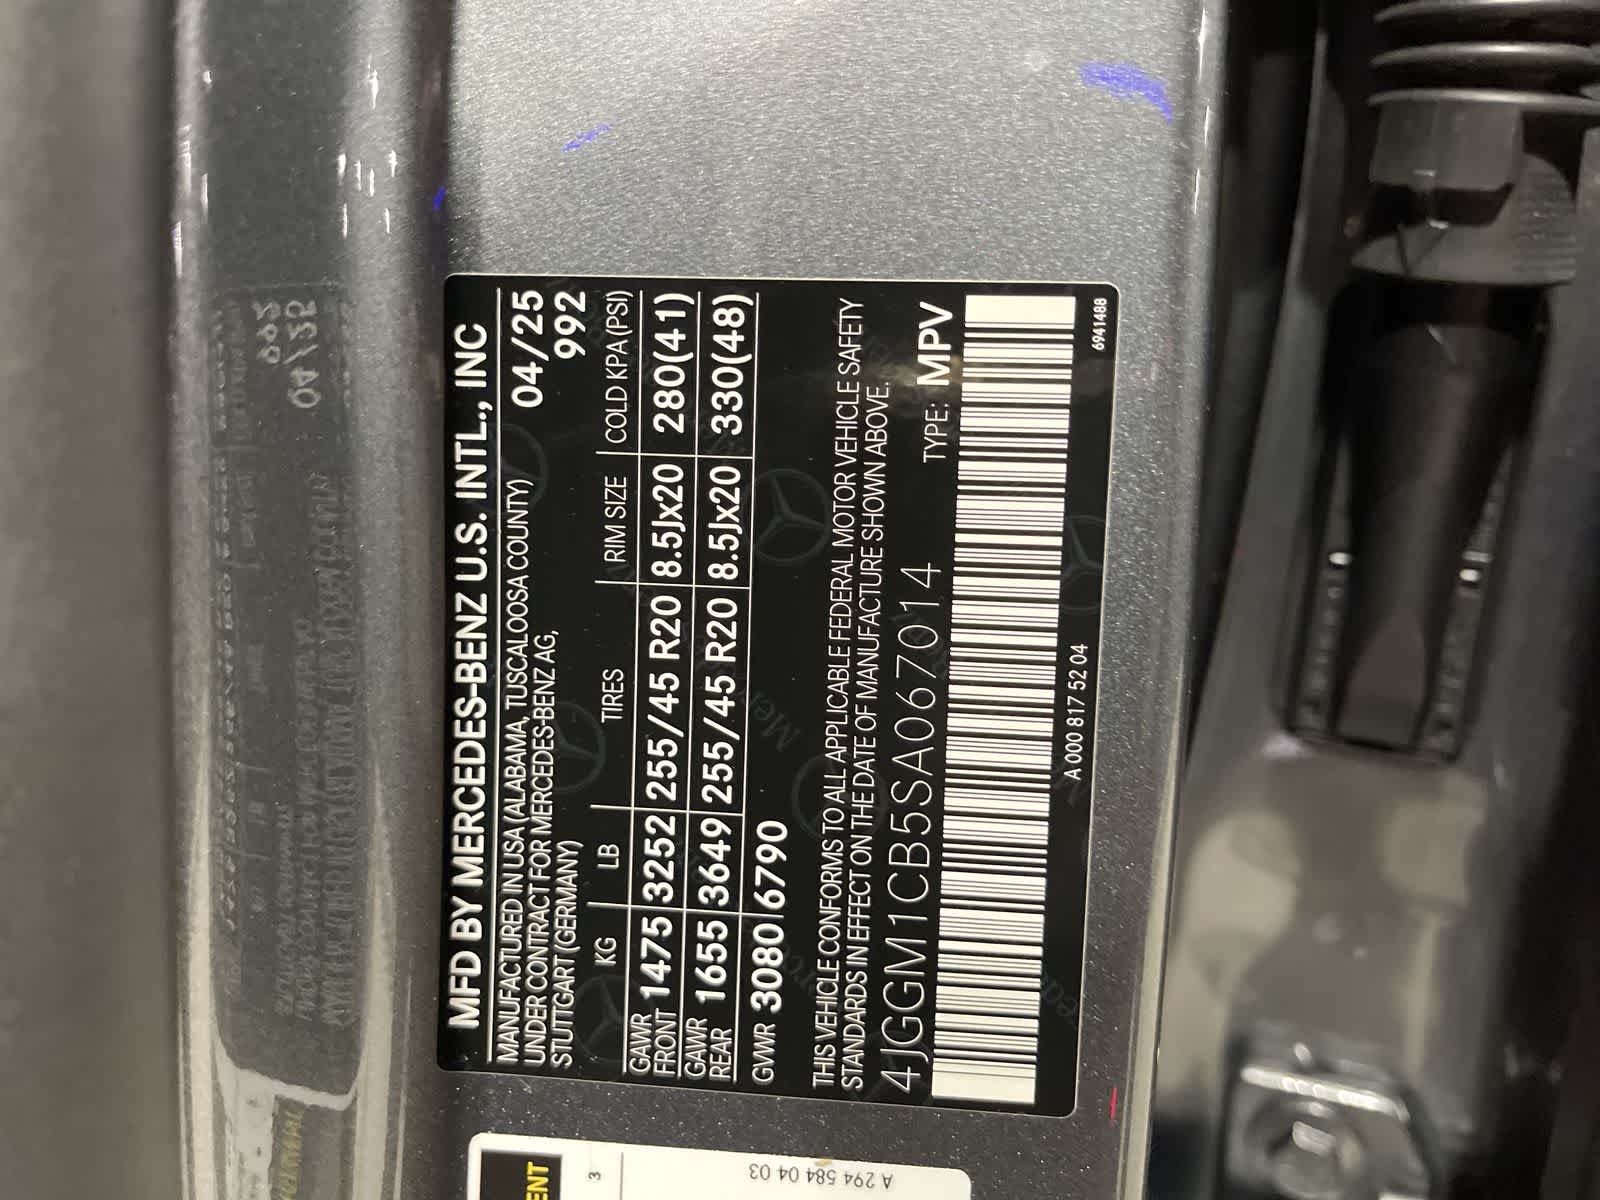 MFD BY MERCEDES-BENZ U.S. INTL., INC
MANUFACTURED IN USA (ALABAMA, TUSCALOOSA COUNTY) 04/25
UNDER CONTRACT FOR MERCEDES-BENZ AG, 992
STUTTGART (GERMANY)
KG LB TIRES RIM SIZE COLD KPA (PSI)
GAWR FRONT 1475 3252 255/45 R20 8.5Jx20 280(41)
GAWR REAR 1655 3649 255/45 R20 8.5Jx20 330(48)
GVWR 3080 6790
THIS VEHICLE CONFORMS TO ALL APPLICABLE FEDERAL MOTOR VEHICLE SAFETY
STANDARDS IN EFFECT ON THE DATE OF MANUFACTURE SHOWN ABOVE.
4JGGM1CB5SA067014 TYPE: MPV
A 000 817 52 04 6941488
ENT
3
A 294 584 04 03